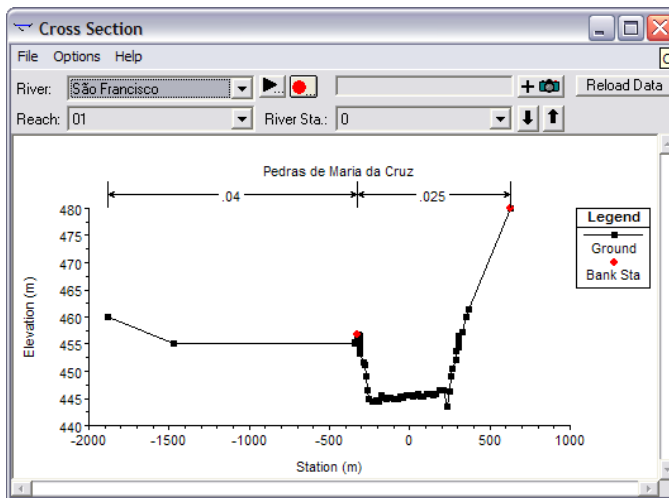 Cross Section
File Options Help
River: São Francisco Reload Data
Reach: 01 River Sta.: 0
Pedras de Maria da Cruz
.04 .025
480
475
470
465
460
455
450
445
440
-2000 -1500 -1000 -500 0 500 1000
Elevation (m)
Station (m)
Legend
Ground
Bank Sta